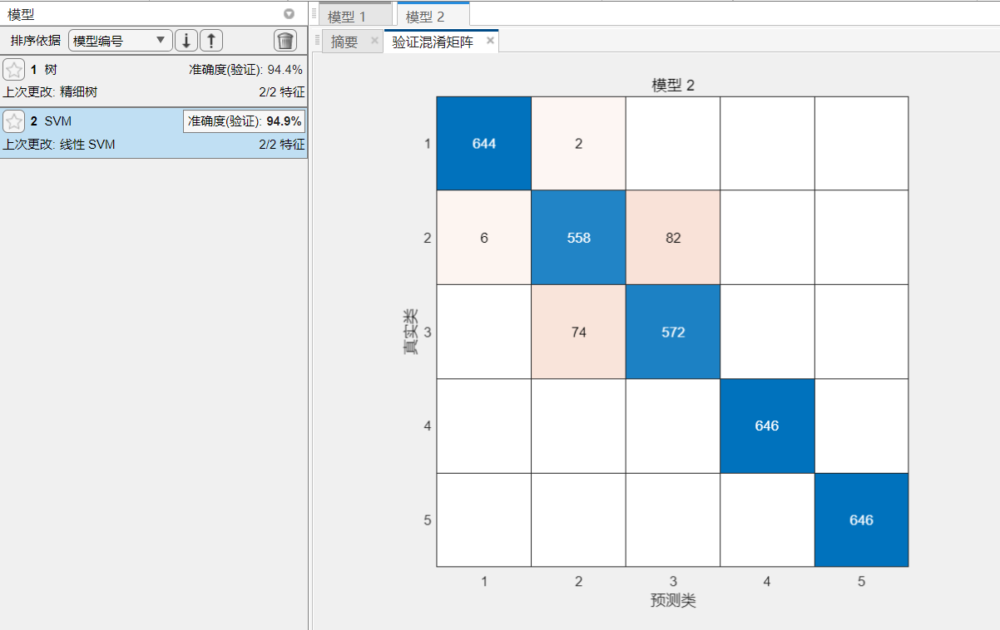 模型
模型 1
模型 2
排序依据 模型编号
摘要
验证混淆矩阵
1 树 准确度(验证): 94.4%
上次更改: 精细树 2/2 特征
2 SVM 准确度(验证): 94.9%
上次更改: 线性 SVM 2/2 特征
模型 2
1 644 2
2 6 558 82
真实类
3 74 572
4 646
5 646
1 2 3 4 5
预测类